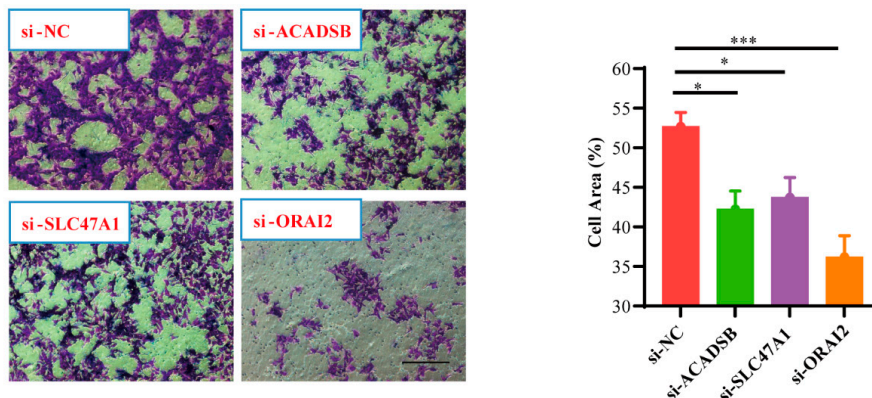 si-NC
si-ACADSB
si-SLC47A1
si-ORAI2
***
*
*
60
55
50
45
40
35
30
Cell Area (%)
si-NC
si-ACADSB
si-SLC47A1
si-ORAI2